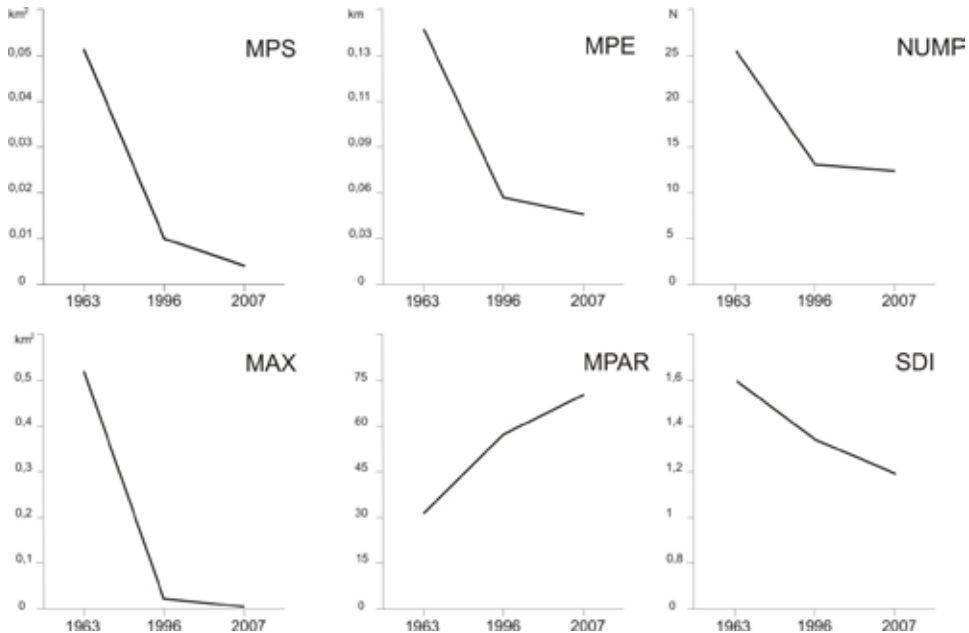 km²
MPS
0,05
0,04
0,03
0,02
0,01
0
1963 1996 2007
km
MPE
0,13
0,11
0,09
0,06
0,03
0
1963 1996 2007
N
NUMP
25
20
15
10
5
0
1963 1996 2007
km²
MAX
0,5
0,4
0,3
0,2
0,1
0
1963 1996 2007
MPAR
75
60
45
30
15
0
1963 1996 2007
SDI
1,6
1,4
1,2
1
0,8
0
1963 1996 2007